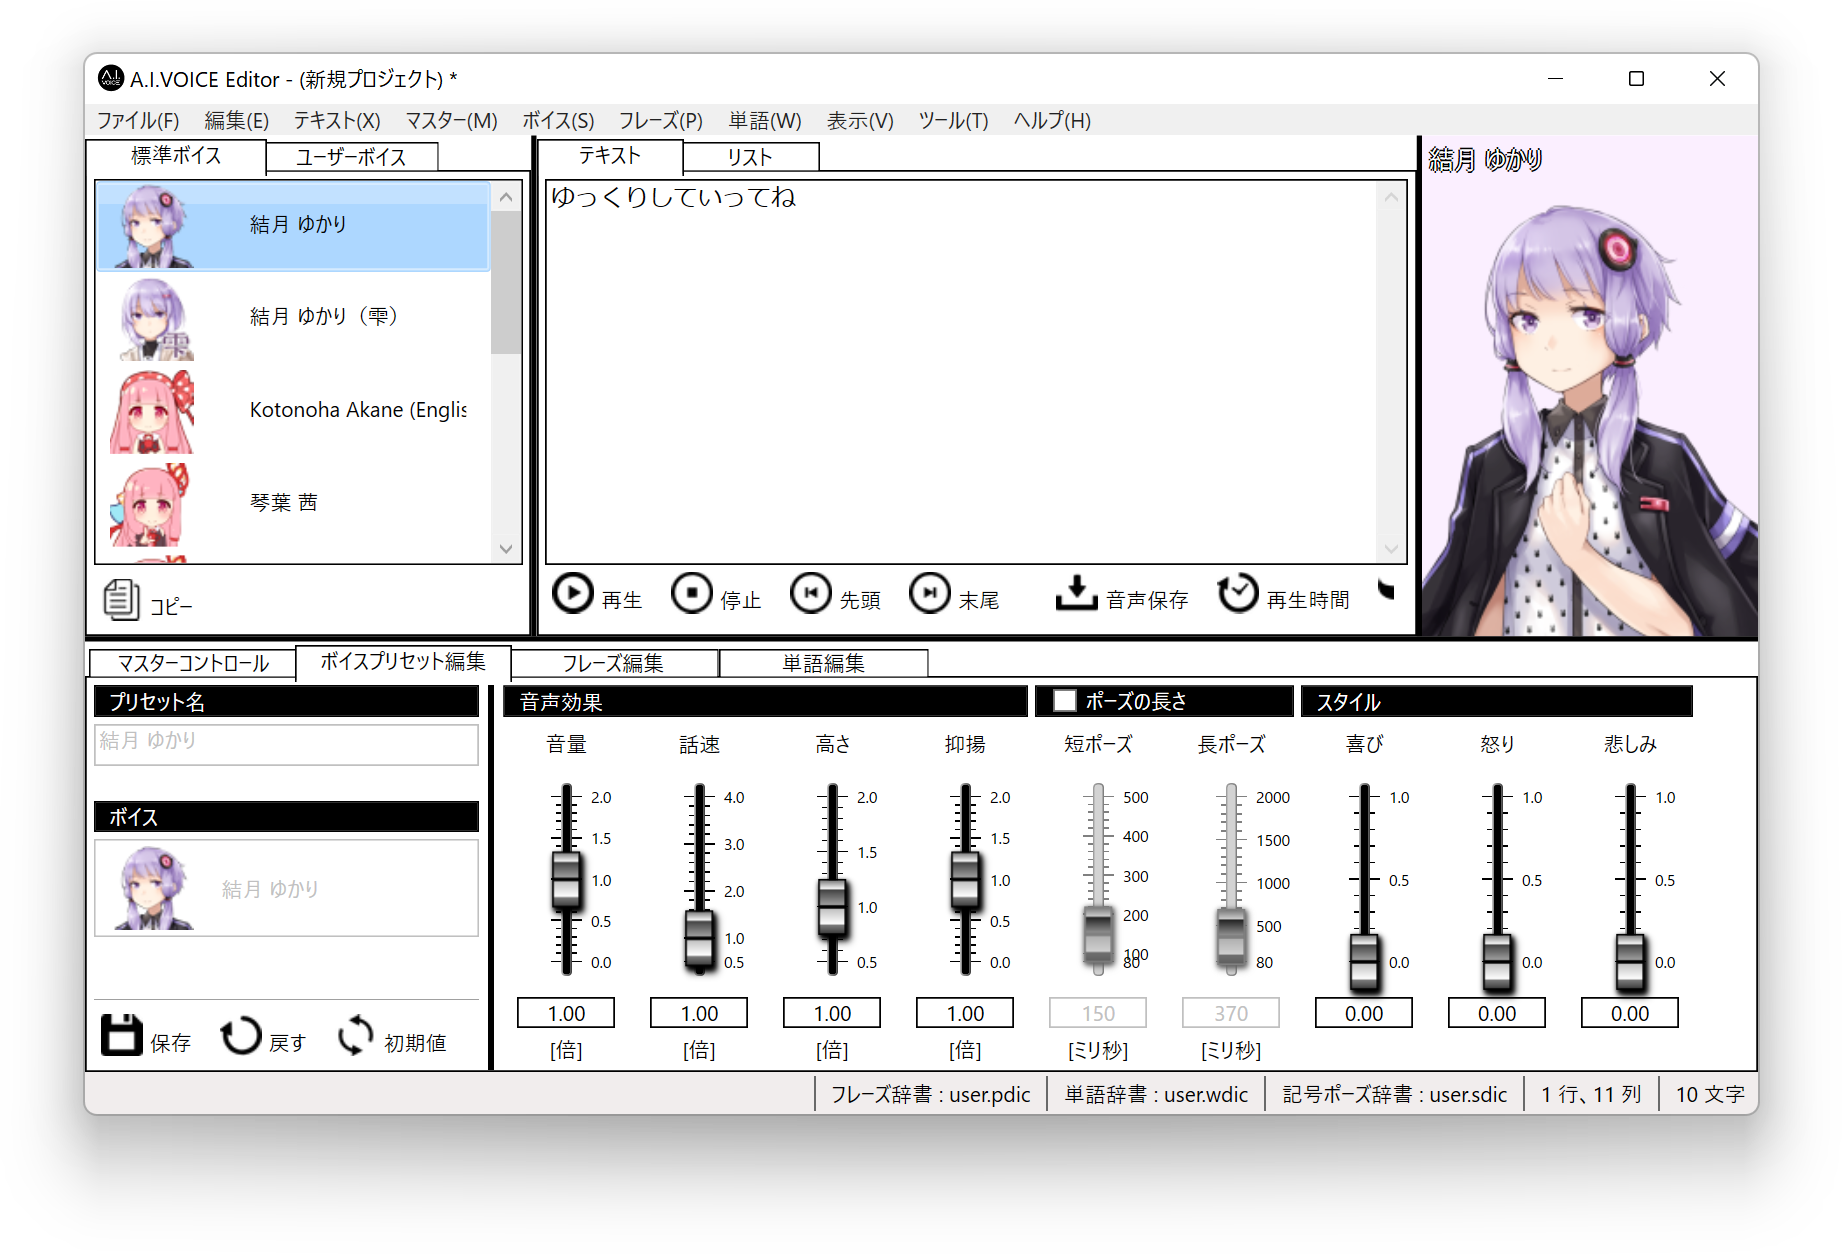 A.I.VOICE Editor - (新規プロジェクト) *
ファイル(F) 編集(E) テキスト(X) マスター(M) ボイス(S) フレーズ(P) 単語(W) 表示(V) ツール(T) ヘルプ(H)
標準ボイス ユーザーボイス
結月 ゆかり
結月 ゆかり（雫）
Kotonoha Akane (Englis
琴葉 茜
コピー
テキスト リスト
ゆっくりしていってね
再生 停止 先頭 末尾 音声保存 再生時間
結月 ゆかり
マスターコントロール ボイスプリセット編集 フレーズ編集 単語編集
プリセット名
結月 ゆかり
ボイス
結月 ゆかり
保存 戻す 初期値
音声効果 ポーズの長さ スタイル
音量
2.0
1.5
1.0
0.5
0.0
1.00
[倍]
話速
4.0
3.0
2.0
1.0
0.5
1.00
[倍]
高さ
2.0
1.5
1.0
0.5
1.00
[倍]
抑揚
2.0
1.5
1.0
0.5
0.0
1.00
[倍]
短ポーズ
500
400
300
200
100
80
150
[ミリ秒]
長ポーズ
2000
1500
1000
500
80
370
[ミリ秒]
喜び
1.0
0.5
0.0
0.00
怒り
1.0
0.5
0.0
0.00
悲しみ
1.0
0.5
0.0
0.00
フレーズ辞書 : user.pdic 単語辞書 : user.wdic 記号ポーズ辞書 : user.sdic 1 行、11 列 10 文字